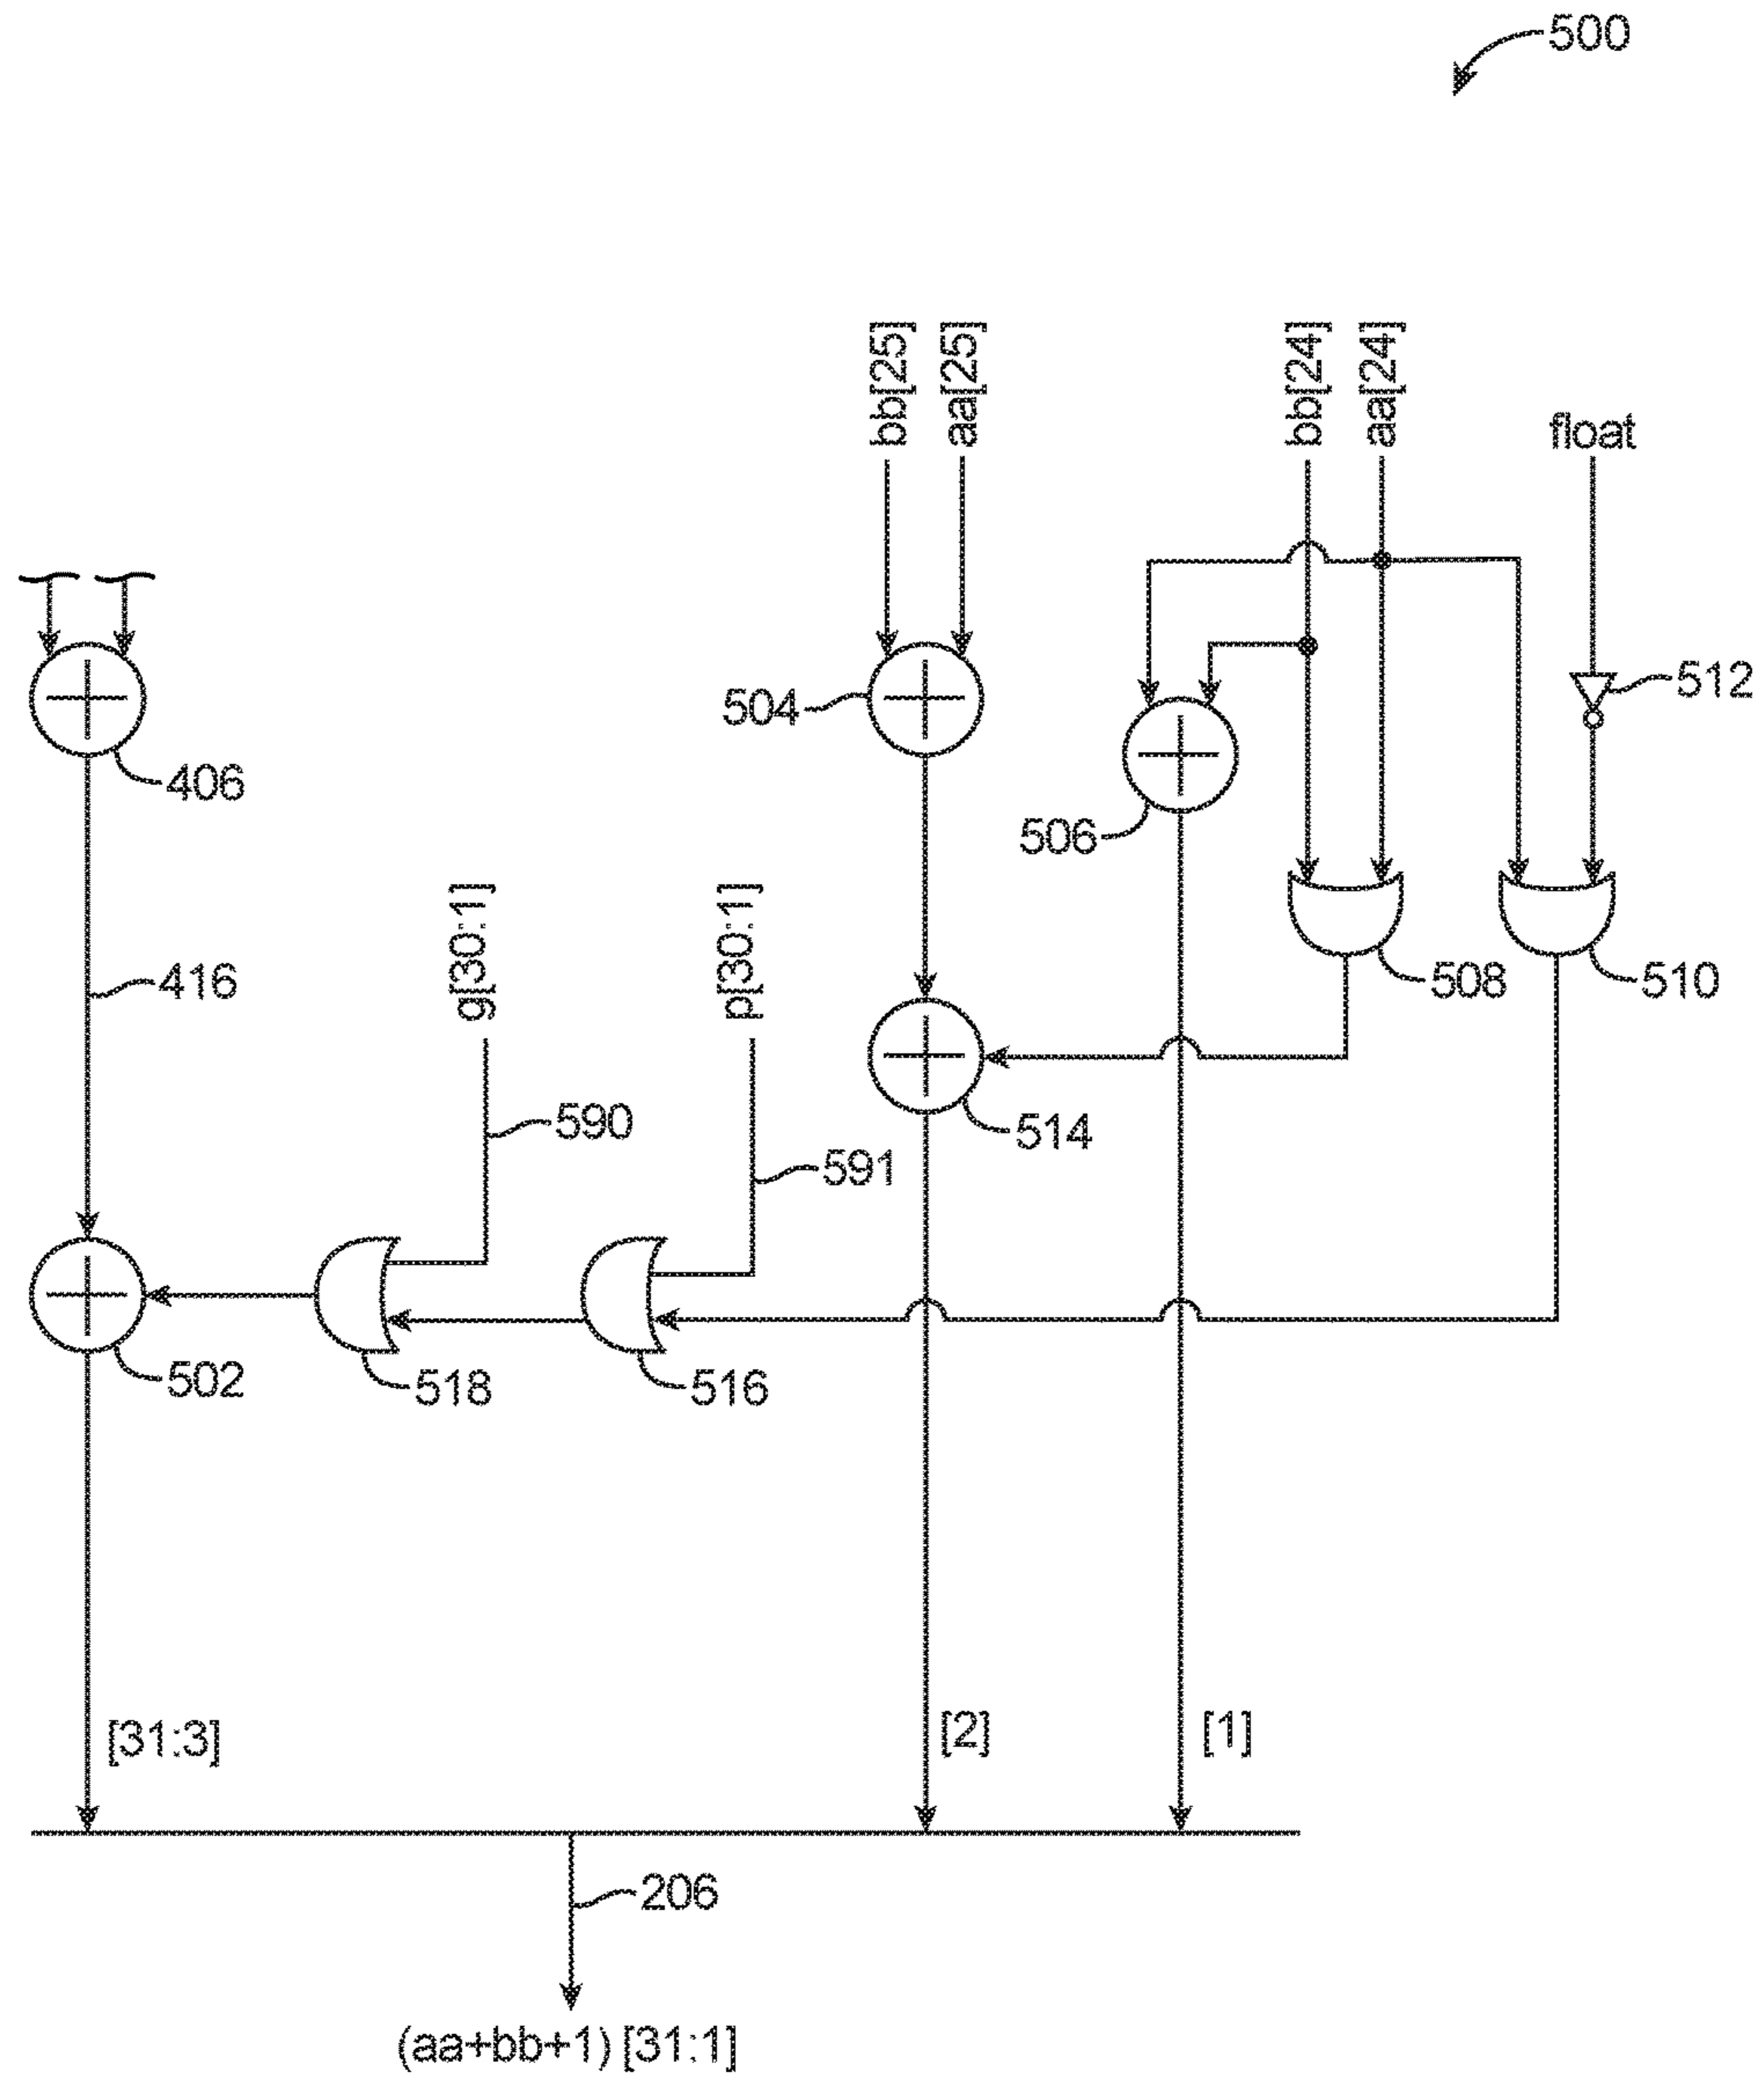 500
bb[25]
aa[25]
bb[24]
aa[24]
float
512
504
406
506
g[30:1]
p[30:1]
416
508
510
590
514
591
502
518
516
[31:3]
[2]
[1]
206
(aa+bb+1) [31:1]